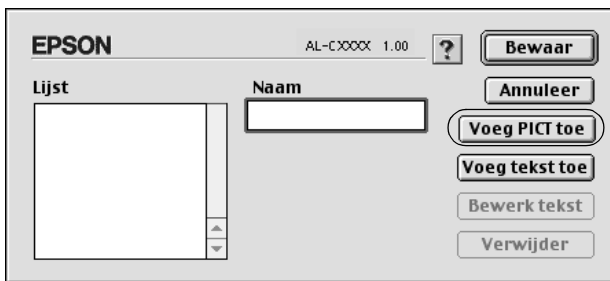 EPSON
AL-CXXXX 1.00
?
Bewaar
Lijst
Naam
Annuleer
Voeg PICT toe
Voeg tekst toe
Bewerk tekst
Verwijder